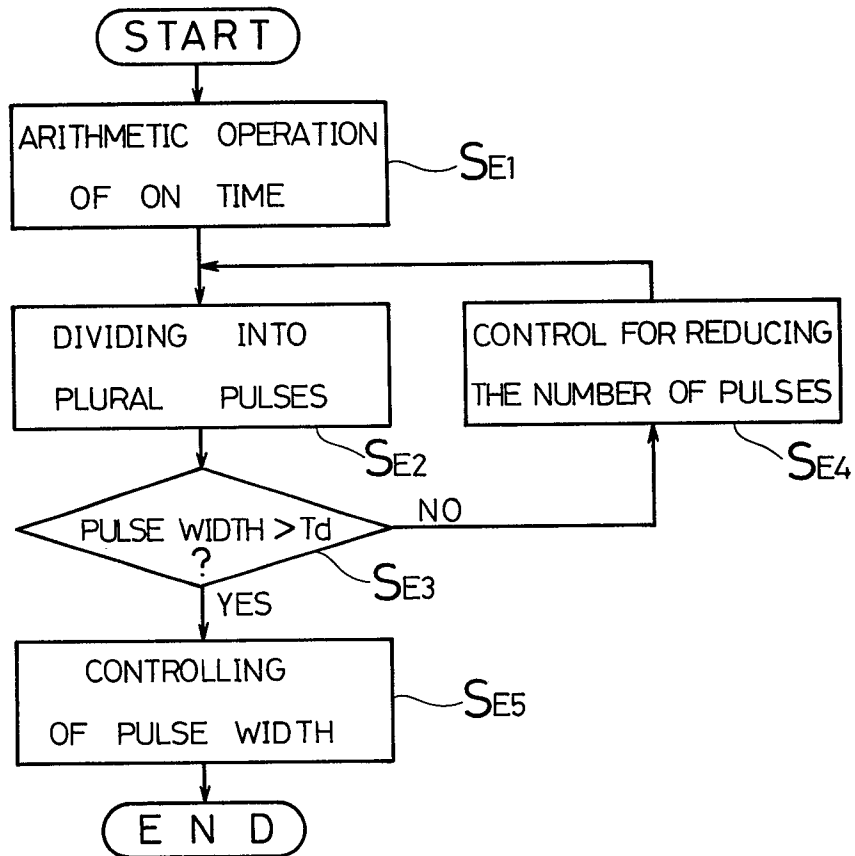 START
ARITHMETIC OPERATION
OF ON TIME
SE1
DIVIDING INTO
PLURAL PULSES
SE2
CONTROL FOR REDUCING
THE NUMBER OF PULSES
SE4
PULSE WIDTH > Td
?
NO
SE3
YES
CONTROLLING
OF PULSE WIDTH
SE5
END